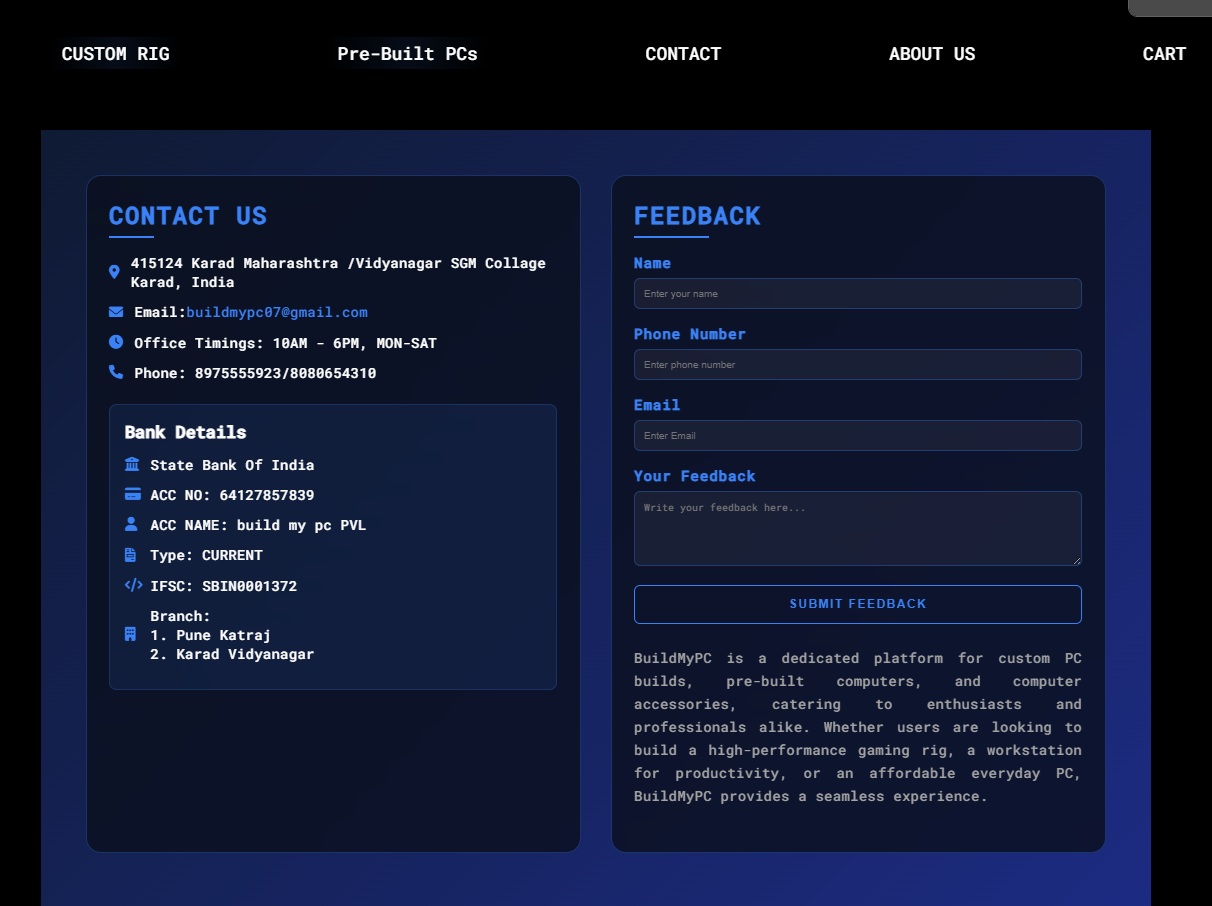 CUSTOM RIG
Pre-Built PCs
CONTACT
ABOUT US
CART
CONTACT US
415124 Karad Maharashtra /Vidyanagar SGM Collage
Karad, India
Email:buildmypc07@gmail.com
Office Timings: 10AM - 6PM, MON-SAT
Phone: 8975555923/8080654310
Bank Details
State Bank Of India
ACC NO: 64127857839
ACC NAME: build my pc PVL
Type: CURRENT
IFSC: SBIN0001372
Branch:
1. Pune Katraj
2. Karad Vidyanagar
FEEDBACK
Name
Enter your name
Phone Number
Enter phone number
Email
Enter Email
Your Feedback
Write your feedback here...
SUBMIT FEEDBACK
BuildMyPC is a dedicated platform for custom PC
builds, pre-built computers, and computer
accessories, catering to enthusiasts and
professionals alike. Whether users are looking to
build a high-performance gaming rig, a workstation
for productivity, or an affordable everyday PC,
BuildMyPC provides a seamless experience.